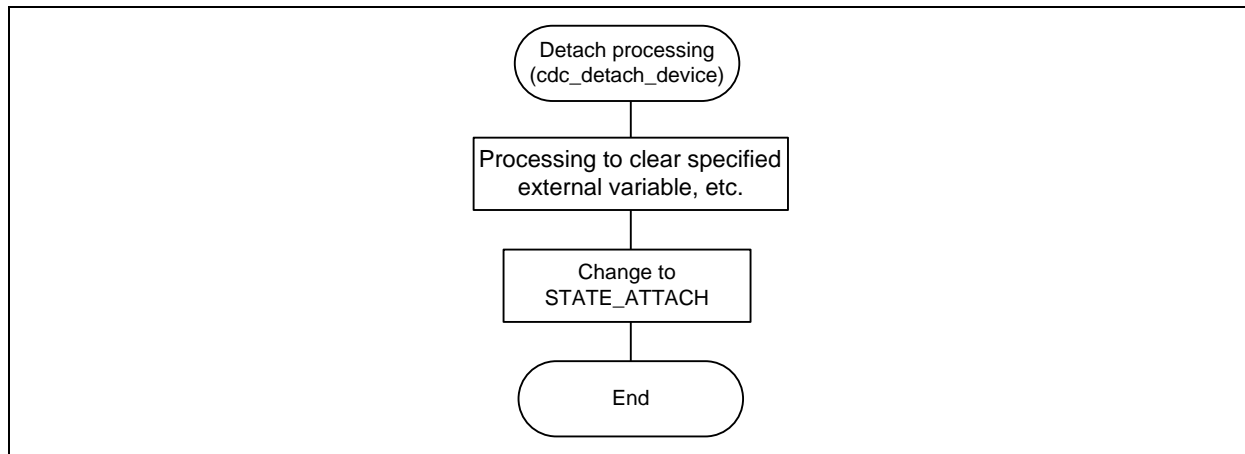 Detach processing
(cdc_detach_device)
Processing to clear specified
external variable, etc.
Change to
STATE_ATTACH
End